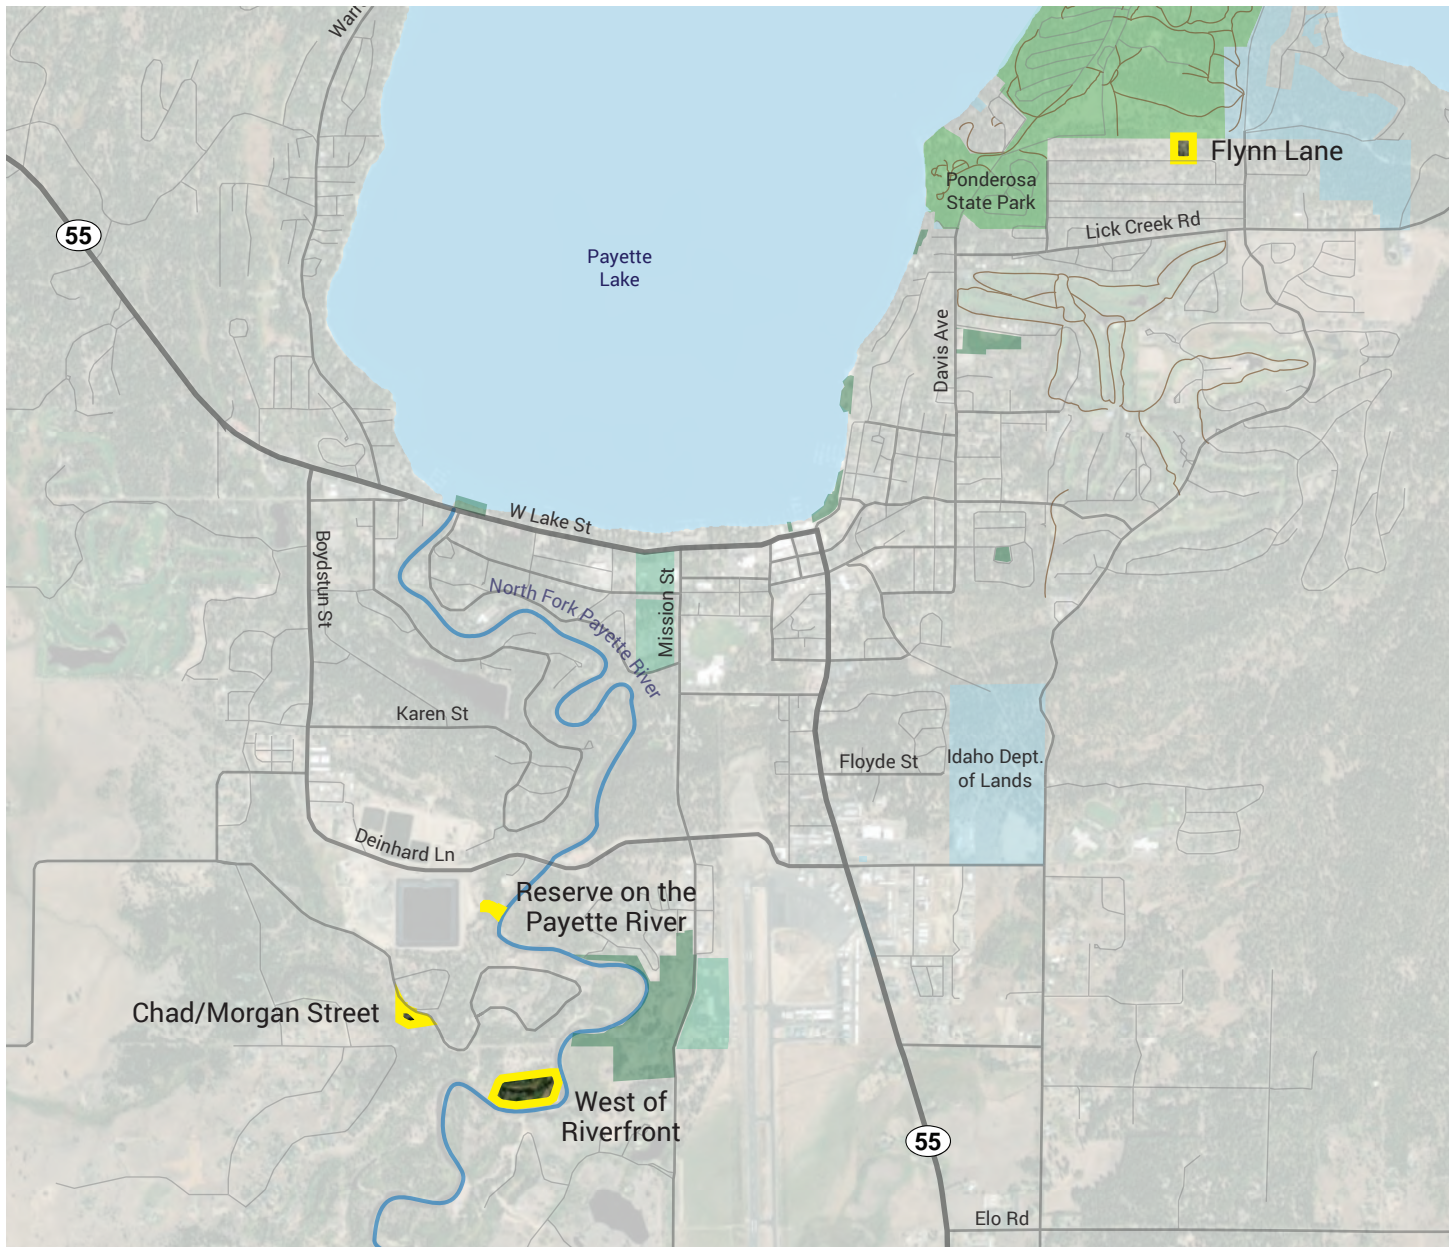 Warr
Flynn Lane
Ponderosa
State Park
Lick Creek Rd
55
Payette
Lake
Davis Ave
W Lake St
Boydstun St
North Fork Payette River
Mission St
Karen St
Floyde St
Idaho Dept.
of Lands
Deinhard Ln
Reserve on the
Payette River
Chad/Morgan Street
West of
Riverfront
55
Elo Rd